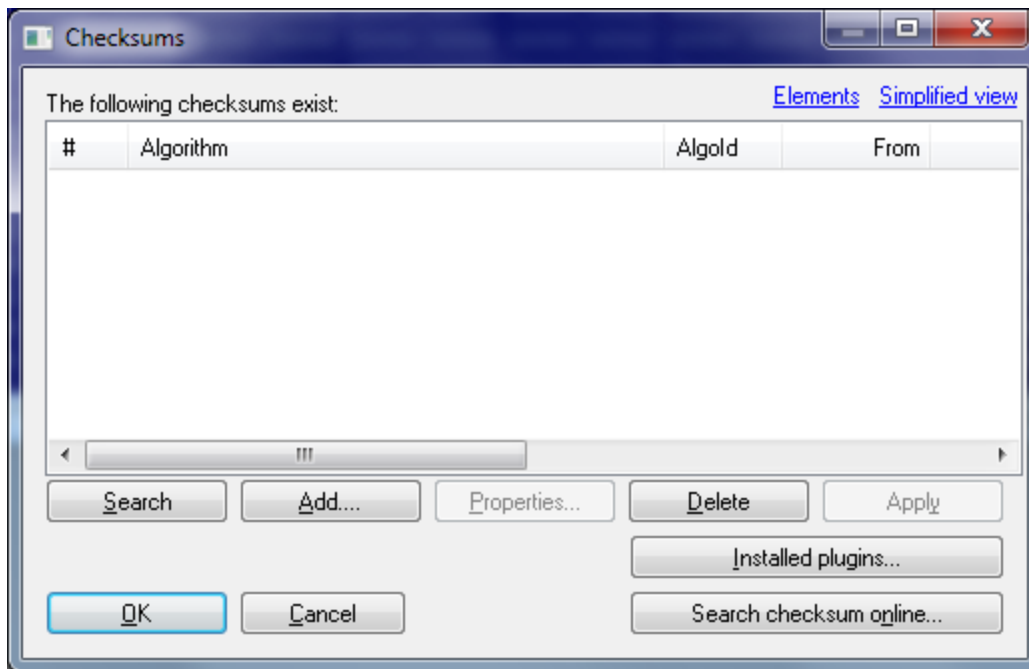 Checksums
The following checksums exist:
Elements Simplified view
# Algorithm AlgoId From
Search Add.... Properties... Delete Apply
Installed plugins...
OK Cancel Search checksum online...